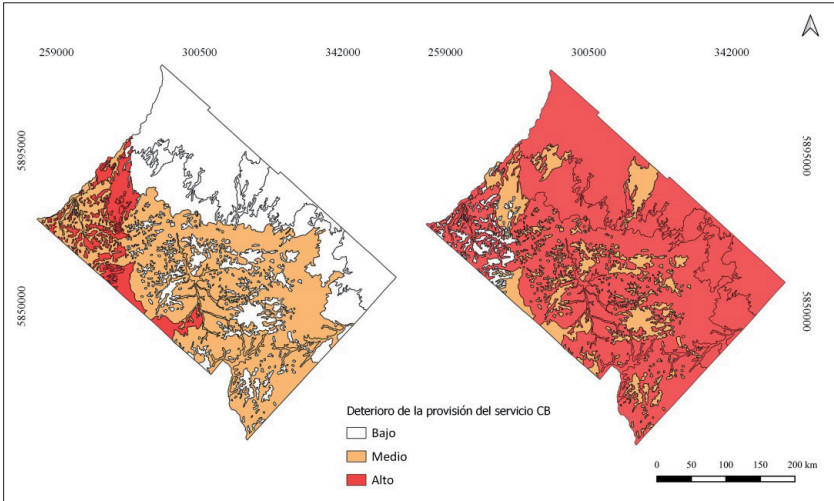 259000 300500 342000 259000 300500 342000
5895000
5895000
5850000
5850000
Deterioro de la provisión del servicio CB
Bajo
Medio
Alto
0 50 100 150 200 km